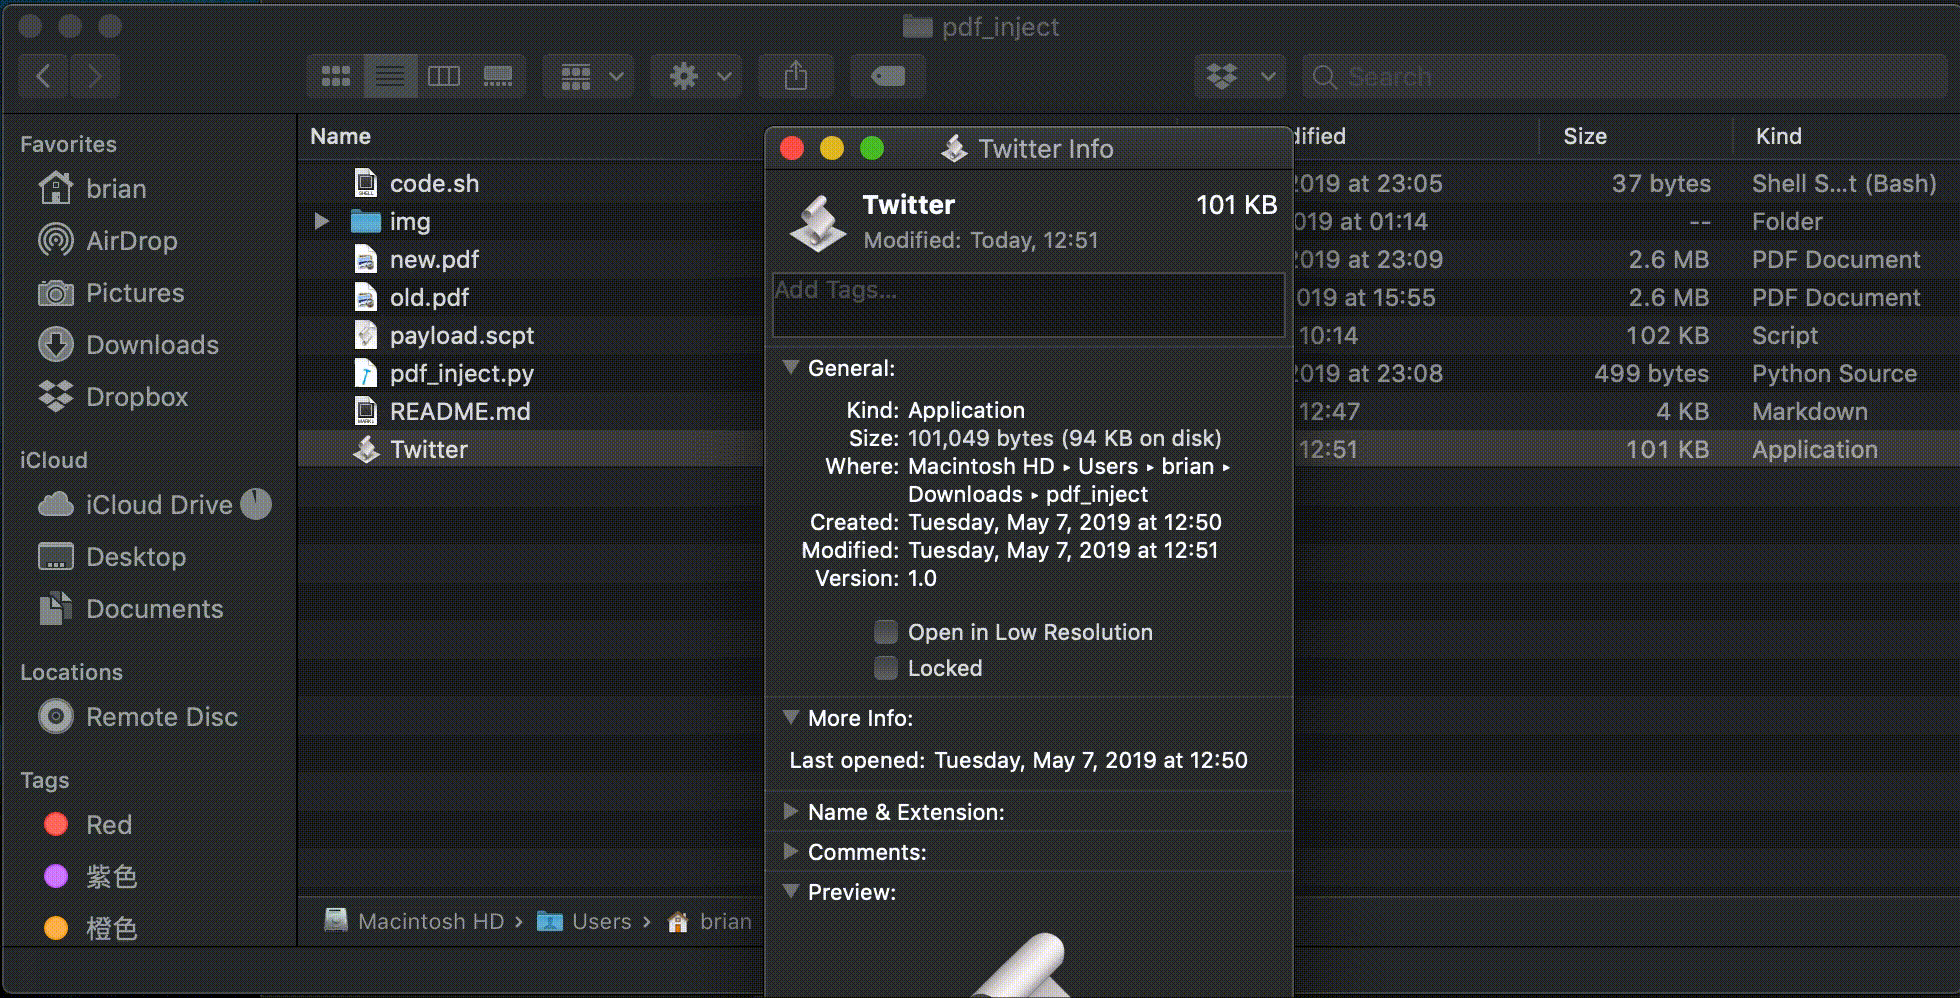 pdf_inject
Search
Favorites
brian
AirDrop
Pictures
Downloads
Dropbox
iCloud
iCloud Drive
Desktop
Documents
Locations
Remote Disc
Tags
Red
紫色
橙色
Name
Size
Kind
code.sh
2019 at 23:05
37 bytes
Shell S...t (Bash)
img
019 at 01:14
--
Folder
new.pdf
2019 at 23:09
2.6 MB
PDF Document
old.pdf
019 at 15:55
2.6 MB
PDF Document
payload.scpt
10:14
102 KB
Script
pdf_inject.py
2019 at 23:08
499 bytes
Python Source
README.md
12:47
4 KB
Markdown
Twitter
12:51
101 KB
Application
Macintosh HD › Users › brian
Twitter Info
Twitter 101 KB
Modified: Today, 12:51
Add Tags...
General:
Kind: Application
Size: 101,049 bytes (94 KB on disk)
Where: Macintosh HD ▸ Users ▸ brian ▸
Downloads ▸ pdf_inject
Created: Tuesday, May 7, 2019 at 12:50
Modified: Tuesday, May 7, 2019 at 12:51
Version: 1.0
Open in Low Resolution
Locked
More Info:
Last opened: Tuesday, May 7, 2019 at 12:50
Name & Extension:
Comments:
Preview: